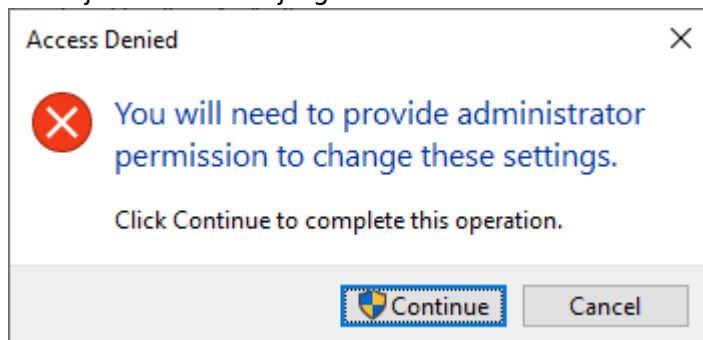 Access Denied
You will need to provide administrator
permission to change these settings.
Click Continue to complete this operation.
Continue
Cancel